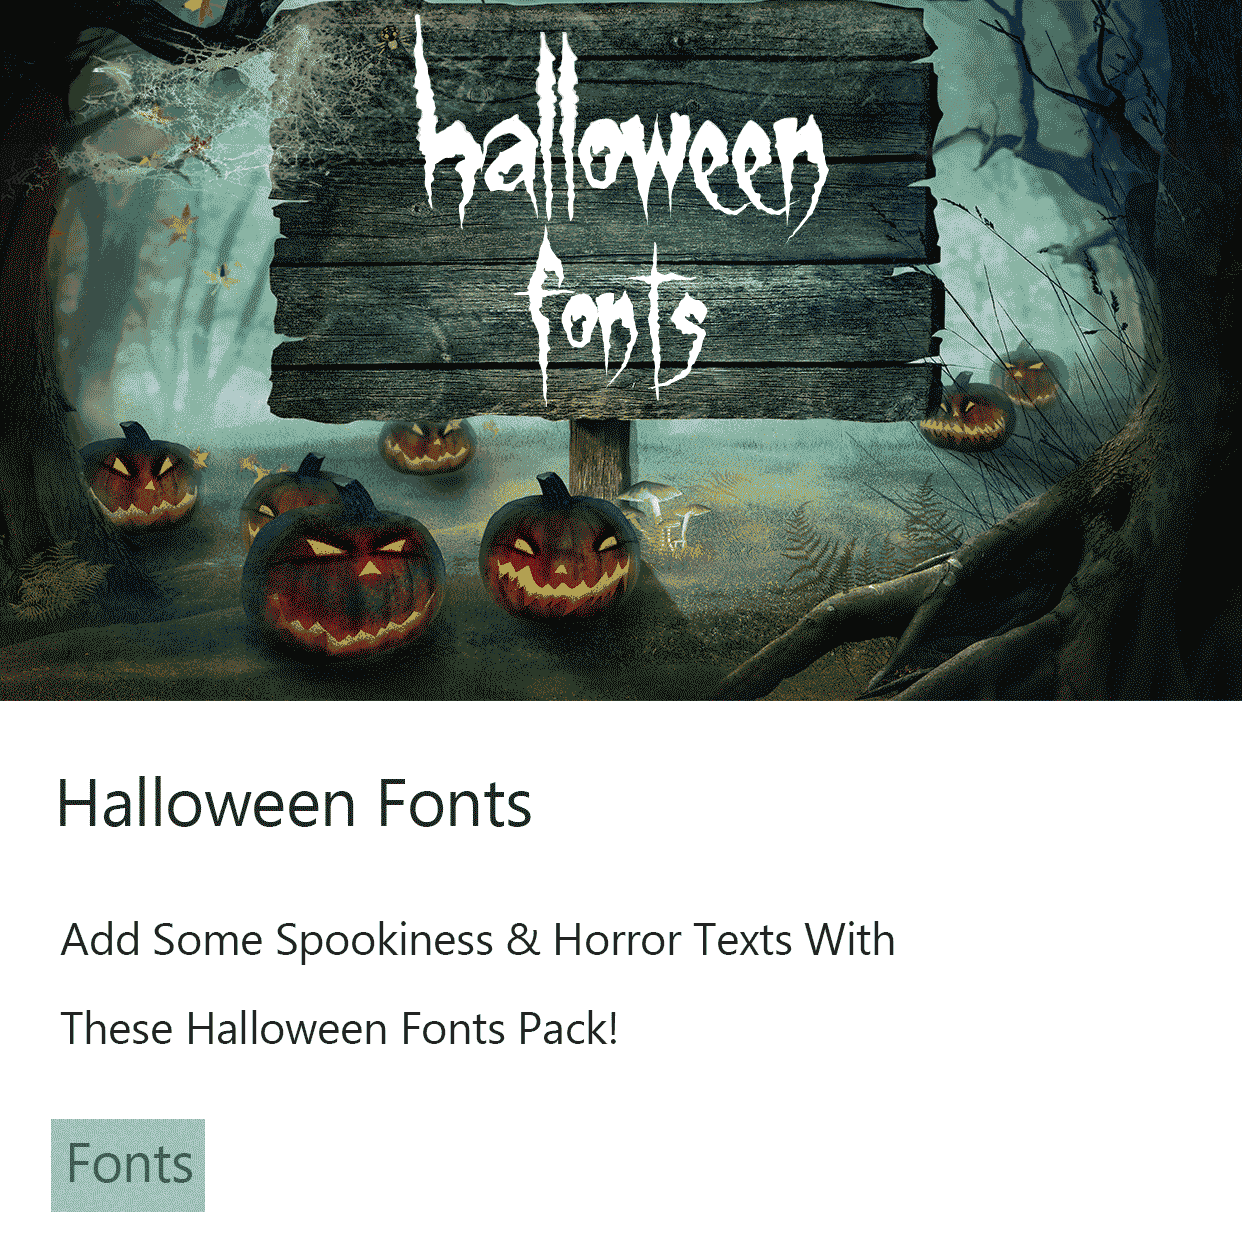 halloween
fonts
Halloween Fonts
Add Some Spookiness & Horror Texts With
These Halloween Fonts Pack!
Fonts